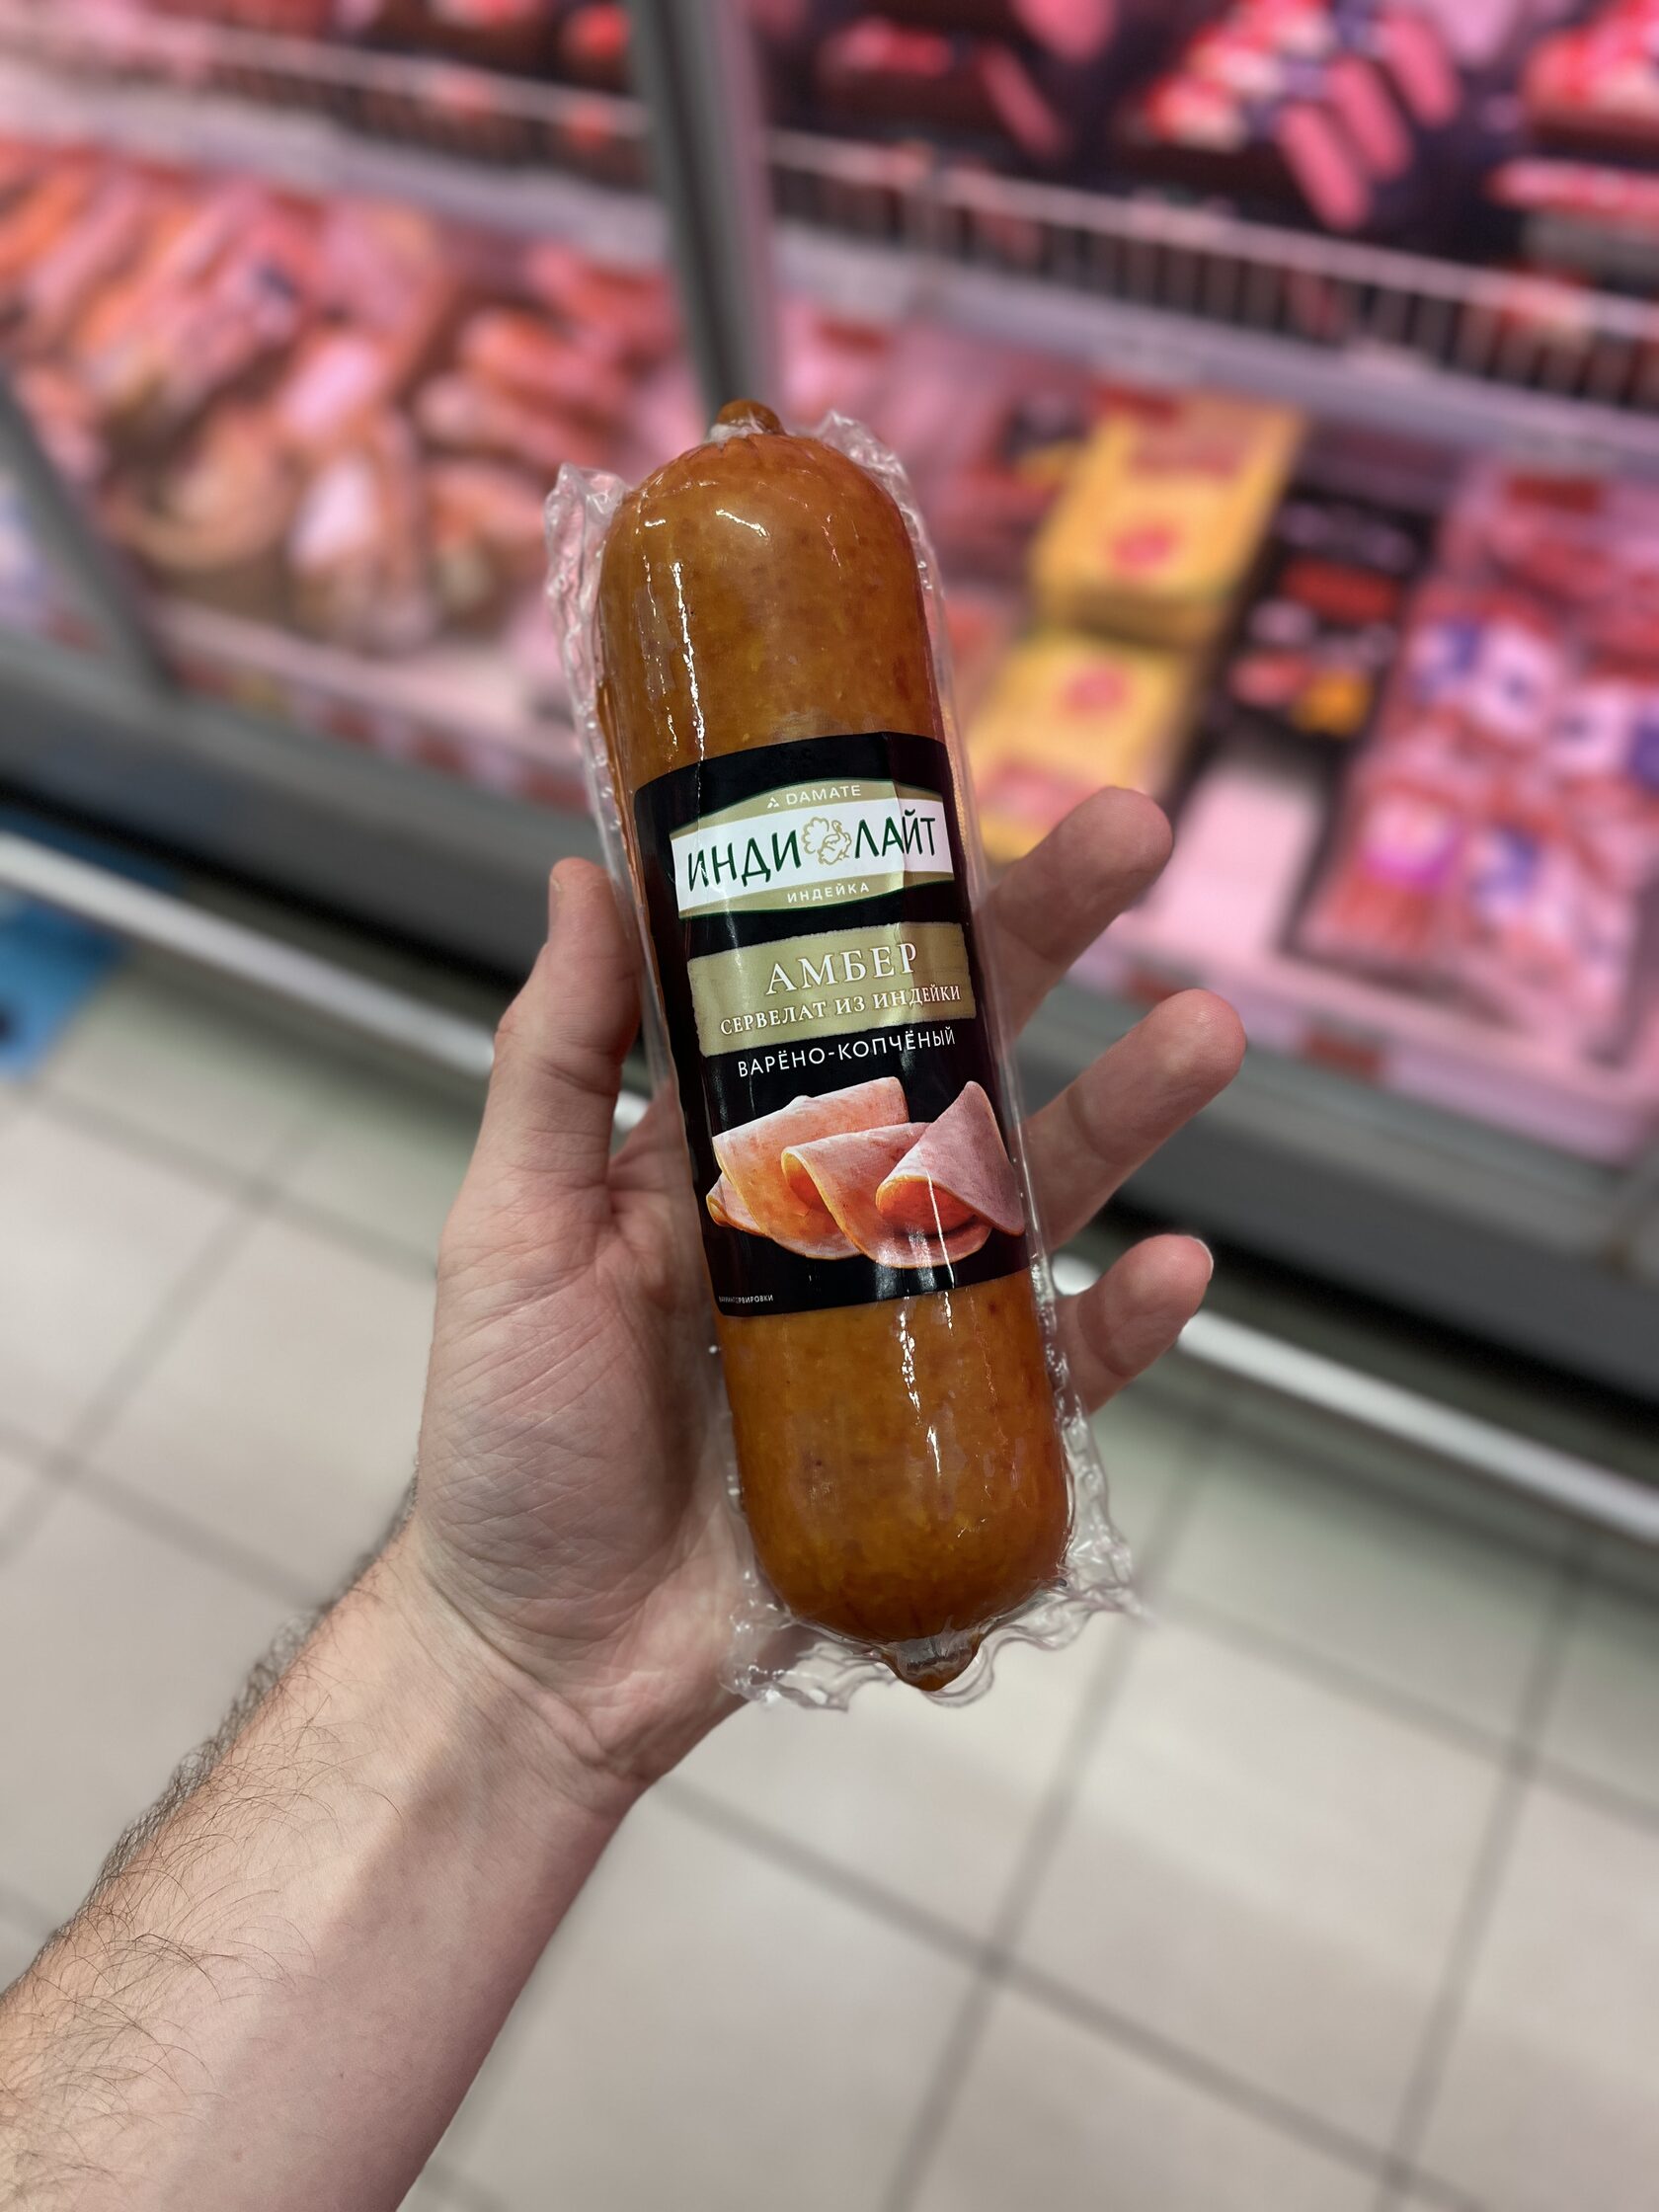 DAMATE
ИНДИ ЛАЙТ
ИНДЕЙКА
АМБЕР
СЕРВЕЛАТ ИЗ ИНДЕЙКИ
ВАРЁНО-КОПЧЁНЫЙ